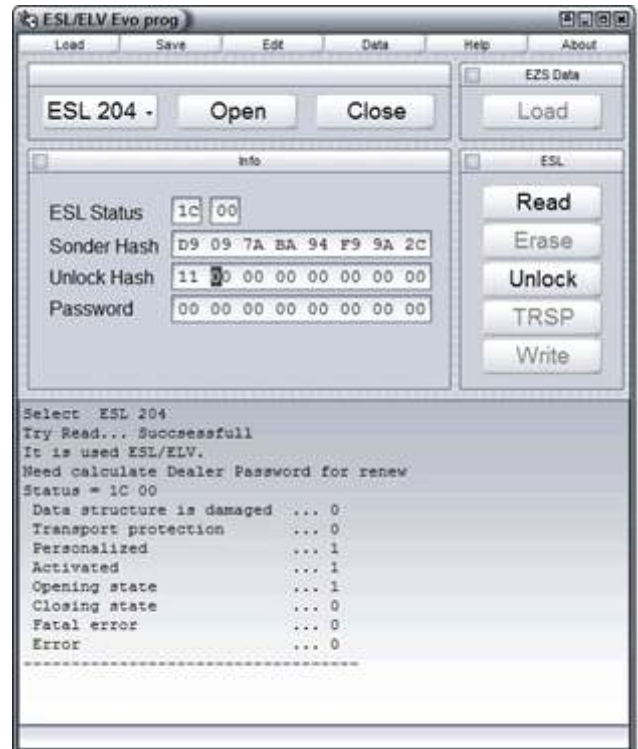 ESL/ELV Evo prog
Load Save Edit Data Help About
EZS Data
ESL 204 - Open Close Load
Info ESL
ESL Status 1C 00
Sonder Hash D9 09 7A BA 94 F9 9A 2C
Unlock Hash 11 00 00 00 00 00 00 00
Password 00 00 00 00 00 00 00 00
Read
Erase
Unlock
TRSP
Write
Select ESL 204
Try Read... Succsessfull
It is used ESL/ELV.
Need calculate Dealer Password for renew
Status = 1C 00
Data structure is damaged ... 0
Transport protection ... 0
Personalized ... 1
Activated ... 1
Opening state ... 1
Closing state ... 0
Fatal error ... 0
Error ... 0
-----------------------------------